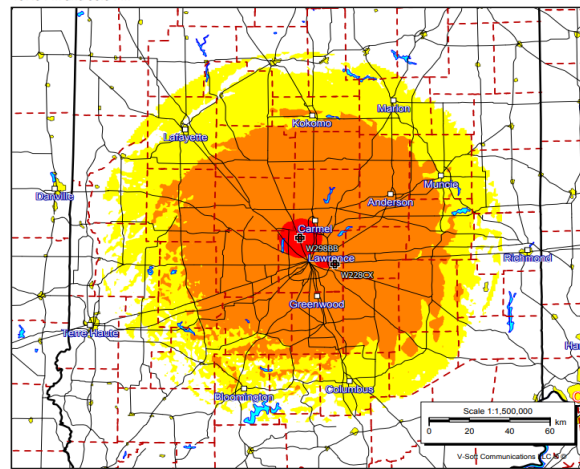 Marion
Kokomo
Lafayette
Muncie
Danville
Anderson
Carmel
W298BB
Richmond
Lawrence
W228CX
Greenwood
Terre Haute
Columbus
Bloomington
Scale 1:1,500,000
km
0 20 40 60
V-Soft Communications LLC ©